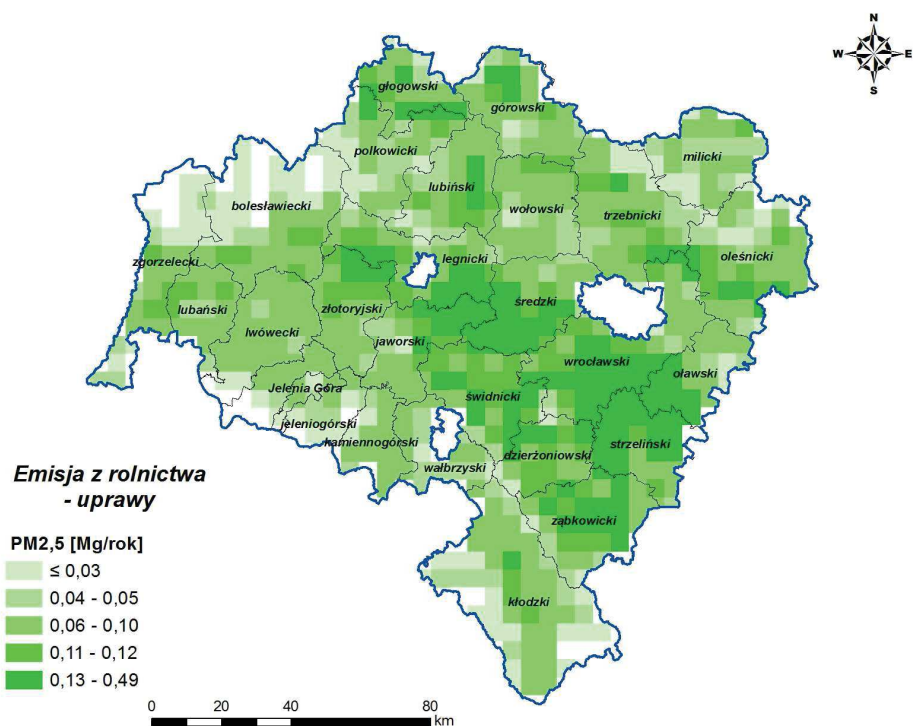 N
W E
S
głogowski
górowski
polkowicki
milicki
lubiński
bolesławiecki
wołowski
trzebnicki
zgorzelecki
legnicki
oleśnicki
lubański
złotoryjski
średzki
lwówecki
jaworski
wrocławski
oławski
Jelenia Góra
świdnicki
jeleniogórski
kamiennogórski
strzeliński
wałbrzyski
dzierżoniowski
ząbkowicki
kłodzki
Emisja z rolnictwa
- uprawy
PM2,5 [Mg/rok]
≤ 0,03
0,04 - 0,05
0,06 - 0,10
0,11 - 0,12
0,13 - 0,49
0 20 40 80
km